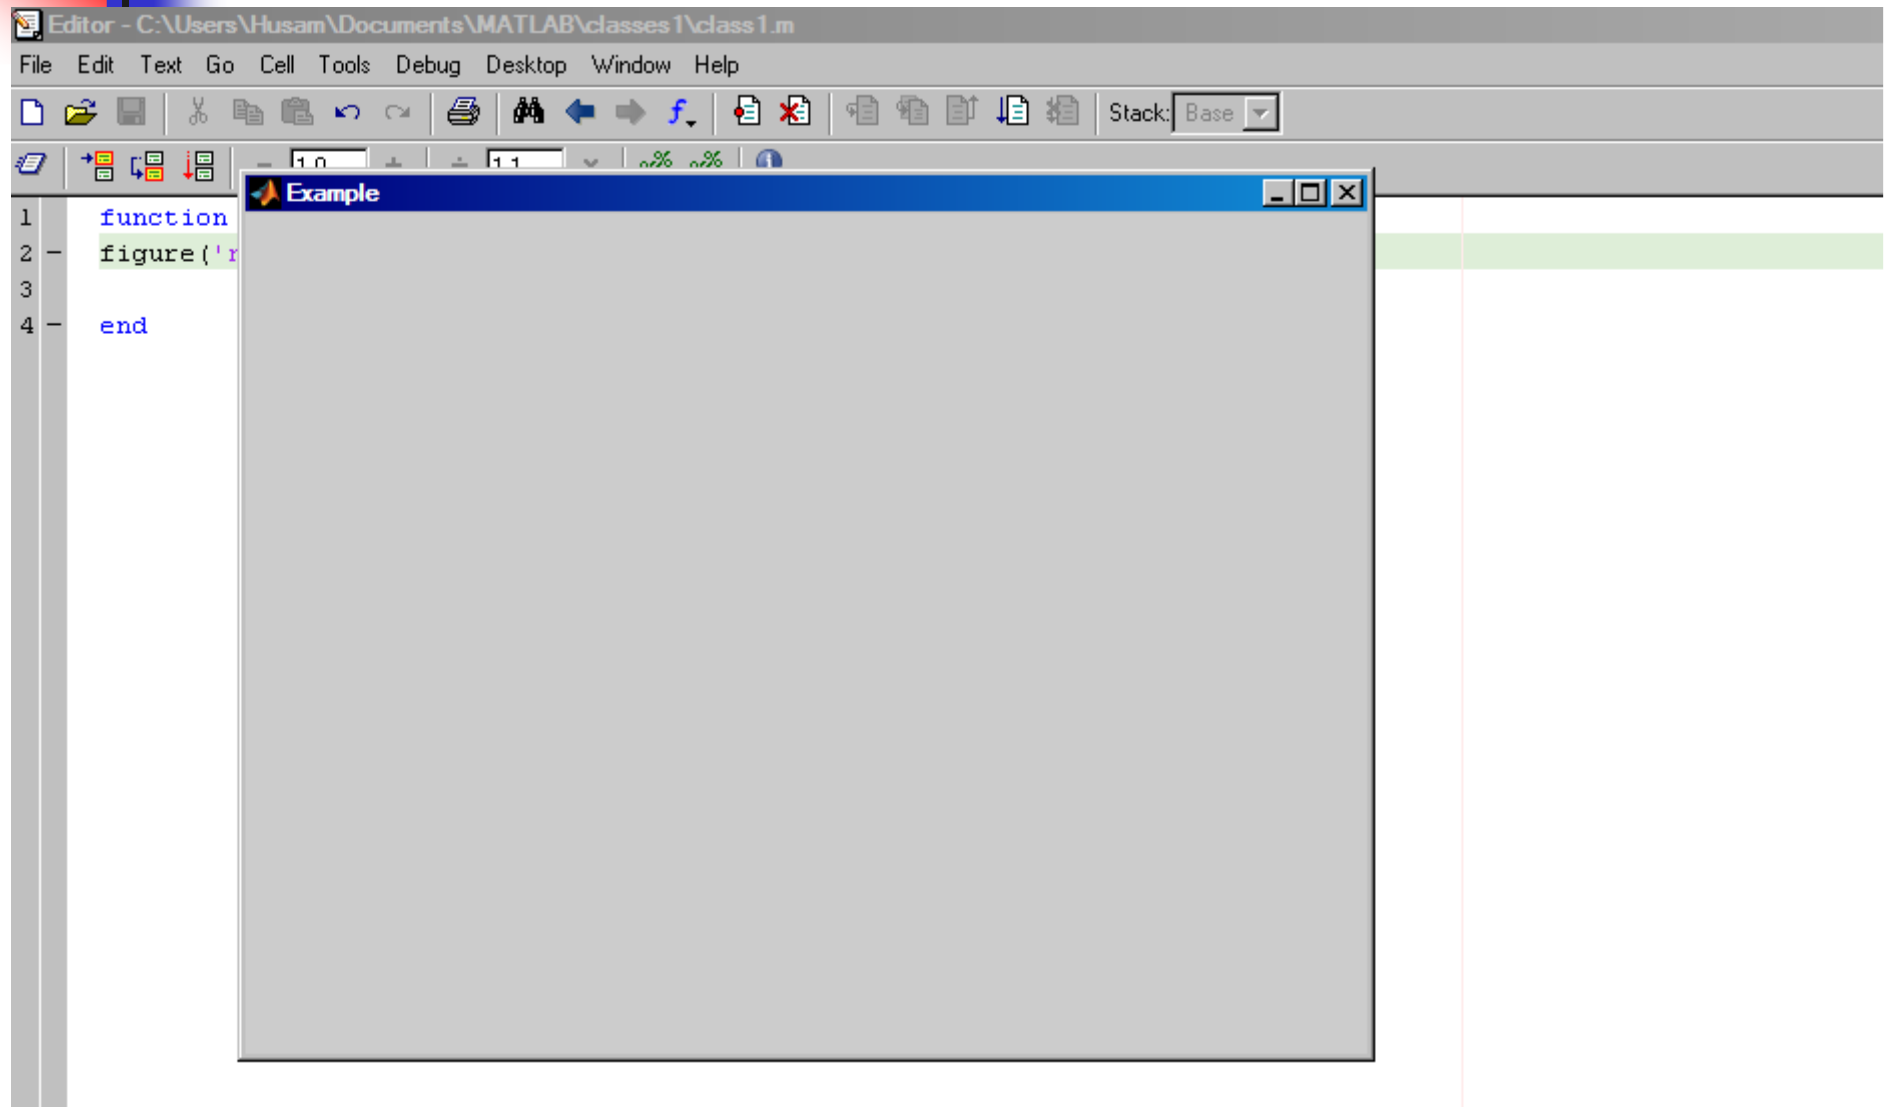 Editor - C:\Users\Husam\Documents\MATLAB\classes1\class1.m
File Edit Text Go Cell Tools Debug Desktop Window Help
Stack: Base
1.0 1.1
Example
1 function
2 figure('
3
4 end